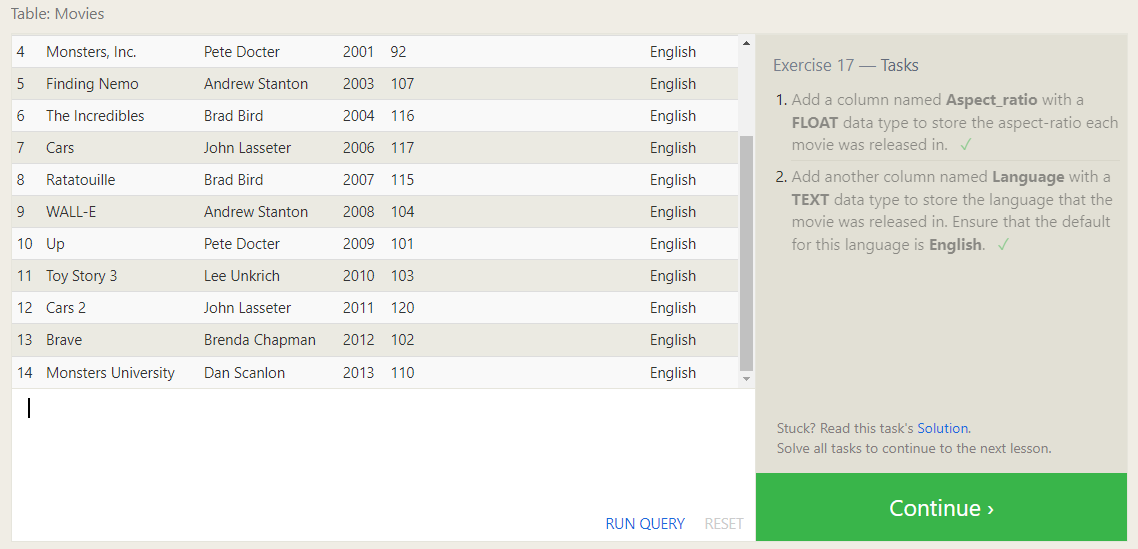 Table: Movies
4 Monsters, Inc. Pete Docter 2001 92 English
5 Finding Nemo Andrew Stanton 2003 107 English
6 The Incredibles Brad Bird 2004 116 English
7 Cars John Lasseter 2006 117 English
8 Ratatouille Brad Bird 2007 115 English
9 WALL-E Andrew Stanton 2008 104 English
10 Up Pete Docter 2009 101 English
11 Toy Story 3 Lee Unkrich 2010 103 English
12 Cars 2 John Lasseter 2011 120 English
13 Brave Brenda Chapman 2012 102 English
14 Monsters University Dan Scanlon 2013 110 English
RUN QUERY RESET
Exercise 17 — Tasks
1. Add a column named Aspect_ratio with a
FLOAT data type to store the aspect-ratio each
movie was released in. ✓
2. Add another column named Language with a
TEXT data type to store the language that the
movie was released in. Ensure that the default
for this language is English. ✓
Stuck? Read this task's Solution.
Solve all tasks to continue to the next lesson.
Continue ›